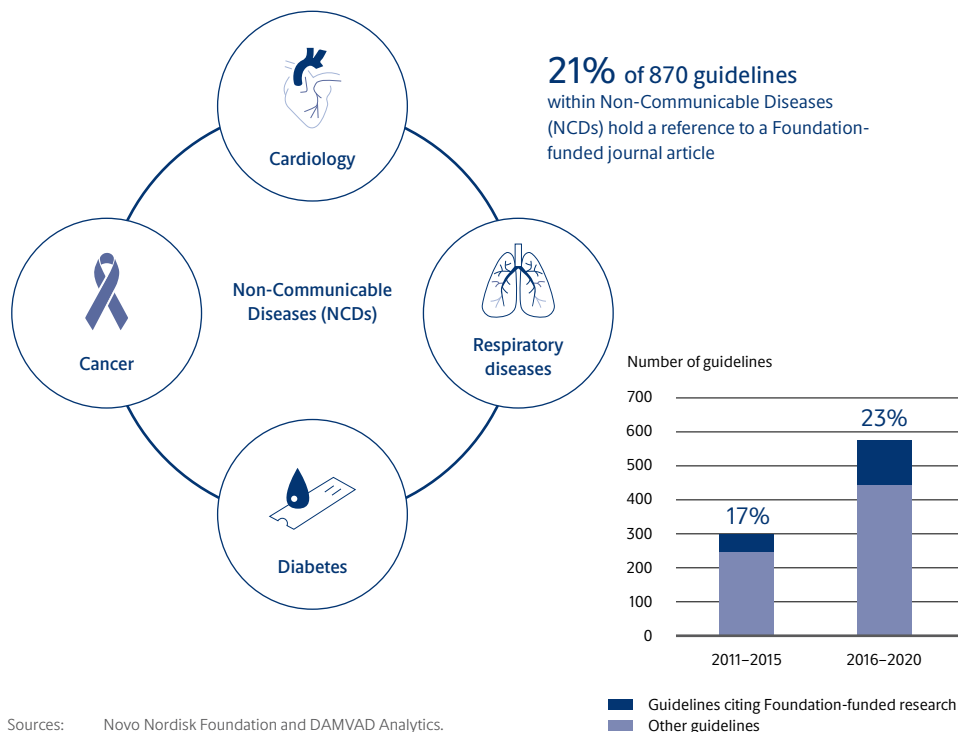 21% of 870 guidelines
within Non-Communicable Diseases
(NCDs) hold a reference to a Foundation-
funded journal article
Cardiology
Non-Communicable
Diseases (NCDs)
Cancer
Respiratory
diseases
Diabetes
Number of guidelines
700
600
500
400
300
200
100
0
17%
23%
2011–2015
2016–2020
Guidelines citing Foundation-funded research
Other guidelines
Sources: Novo Nordisk Foundation and DAMVAD Analytics.